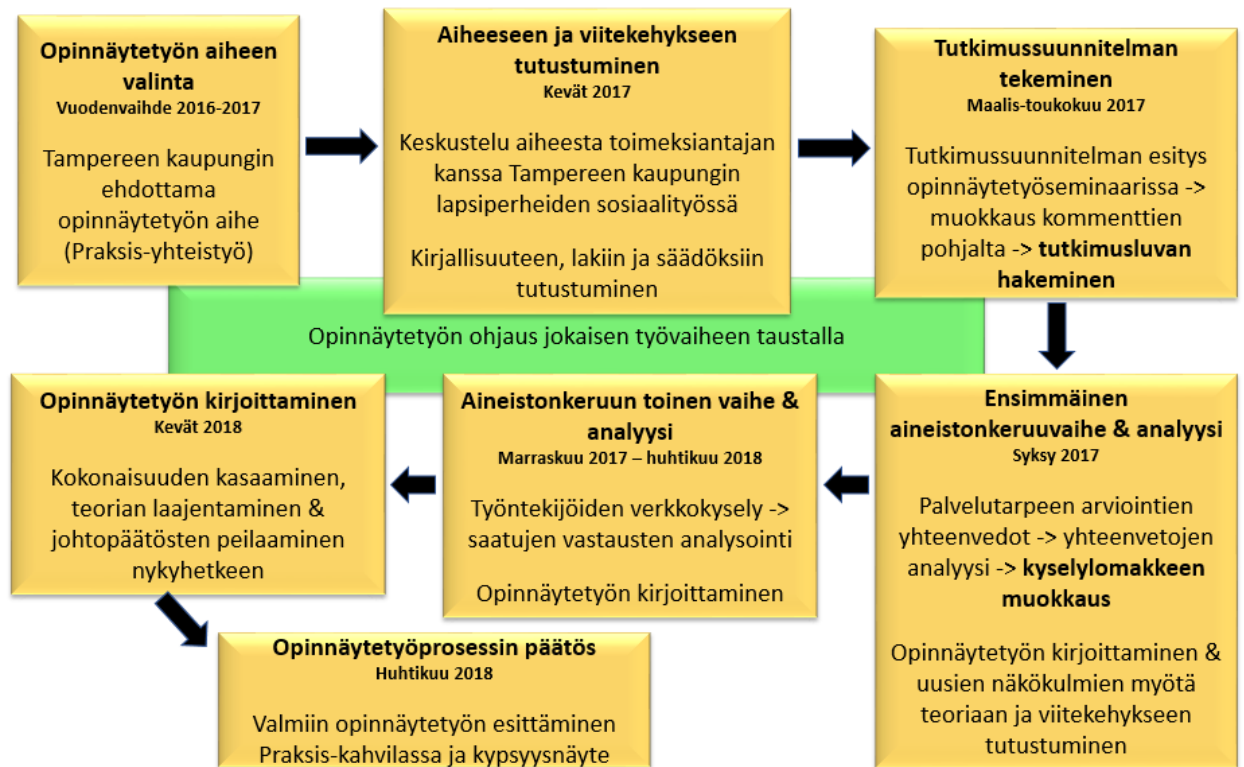 Opinnäytetyön aiheen
valinta
Vuodenvaihde 2016-2017
Tampereen kaupungin
ehdottama
opinnäytetyön aihe
(Praksis-yhteistyö)
Aiheeseen ja viitekehykseen
tutustuminen
Kevät 2017
Keskustelu aiheesta toimeksiantajan
kanssa Tampereen kaupungin
lapsiperheiden sosiaalityössä
Kirjallisuuteen, lakiin ja säädöksiin
tutustuminen
Tutkimussuunnitelman
tekeminen
Maalis-toukokuu 2017
Tutkimussuunnitelman esitys
opinnäytetyöseminaarissa ->
muokkaus kommenttien
pohjalta -> tutkimusluvan
hakeminen
Opinnäytetyön ohjaus jokaisen työvaiheen taustalla
Ensimmäinen
aineistonkeruuvaihe & analyysi
Syksy 2017
Palvelutarpeen arviointien
yhteenvedot -> yhteenvetojen
analyysi -> kyselylomakkeen
muokkaus
Opinnäytetyön kirjoittaminen &
uusien näkökulmien myötä
teoriaan ja viitekehykseen
tutustuminen
Aineistonkeruun toinen vaihe &
analyysi
Marraskuu 2017 – huhtikuu 2018
Työntekijöiden verkkokysely ->
saatujen vastausten analysointi
Opinnäytetyön kirjoittaminen
Opinnäytetyön kirjoittaminen
Kevät 2018
Kokonaisuuden kasaaminen,
teorian laajentaminen &
johtopäätösten peilaaminen
nykyhetkeen
Opinnäytetyöprosessin päätös
Huhtikuu 2018
Valmiin opinnäytetyön esittäminen
Praksis-kahvilassa ja kypsyysnäyte